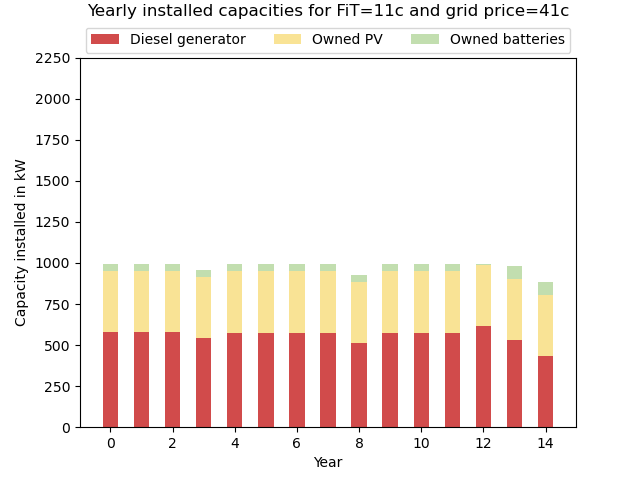 Yearly installed capacities for FiT=11c and grid price=41c
Diesel generator Owned PV Owned batteries
2250
2000
1750
1500
1250
1000
750
500
250
0
Capacity installed in kW
0 2 4 6 8 10 12 14
Year